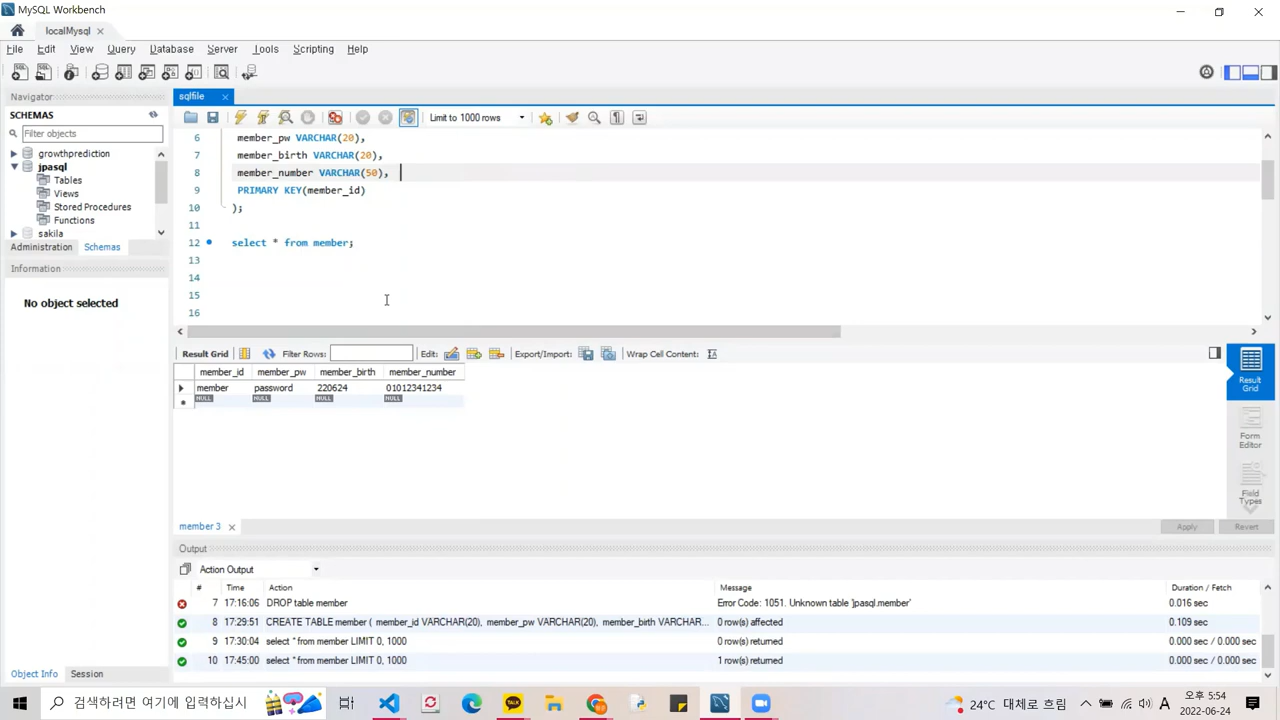 MySQL Workbench
localMysql
File Edit View Query Database Server Tools Scripting Help
Navigator
SCHEMAS
Filter objects
growthprediction
jpasql
Tables
Views
Stored Procedures
Functions
sakila
Administration Schemas
Information
No object selected
Object Info Session
sqlfile
Limit to 1000 rows
6 member_pw VARCHAR(20),
7 member_birth VARCHAR(20),
8 member_number VARCHAR(50),
9 PRIMARY KEY(member_id)
10 );
11
12 select * from member;
13
14
15
16
Result Grid Filter Rows: Edit: Export/Import: Wrap Cell Content:
member_id member_pw member_birth member_number
member password 220624 01012341234
NULL NULL NULL NULL
Result Grid
Form Editor
Field Types
member 3
Apply Revert
Output
Action Output
# Time Action Message Duration / Fetch
7 17:16:06 DROP table member Error Code: 1051. Unknown table 'jpasql.member' 0.016 sec
8 17:29:51 CREATE TABLE member ( member_id VARCHAR(20), member_pw VARCHAR(20), member_birth VARCHAR... 0 row(s) affected 0.109 sec
9 17:30:04 select * from member LIMIT 0, 1000 0 row(s) returned 0.000 sec / 0.000 sec
10 17:45:00 select * from member LIMIT 0, 1000 1 row(s) returned 0.000 sec / 0.000 sec
검색하려면 여기에 입력하십시
24°C 대체로 흐림
A
오후 5:54
2022-06-24